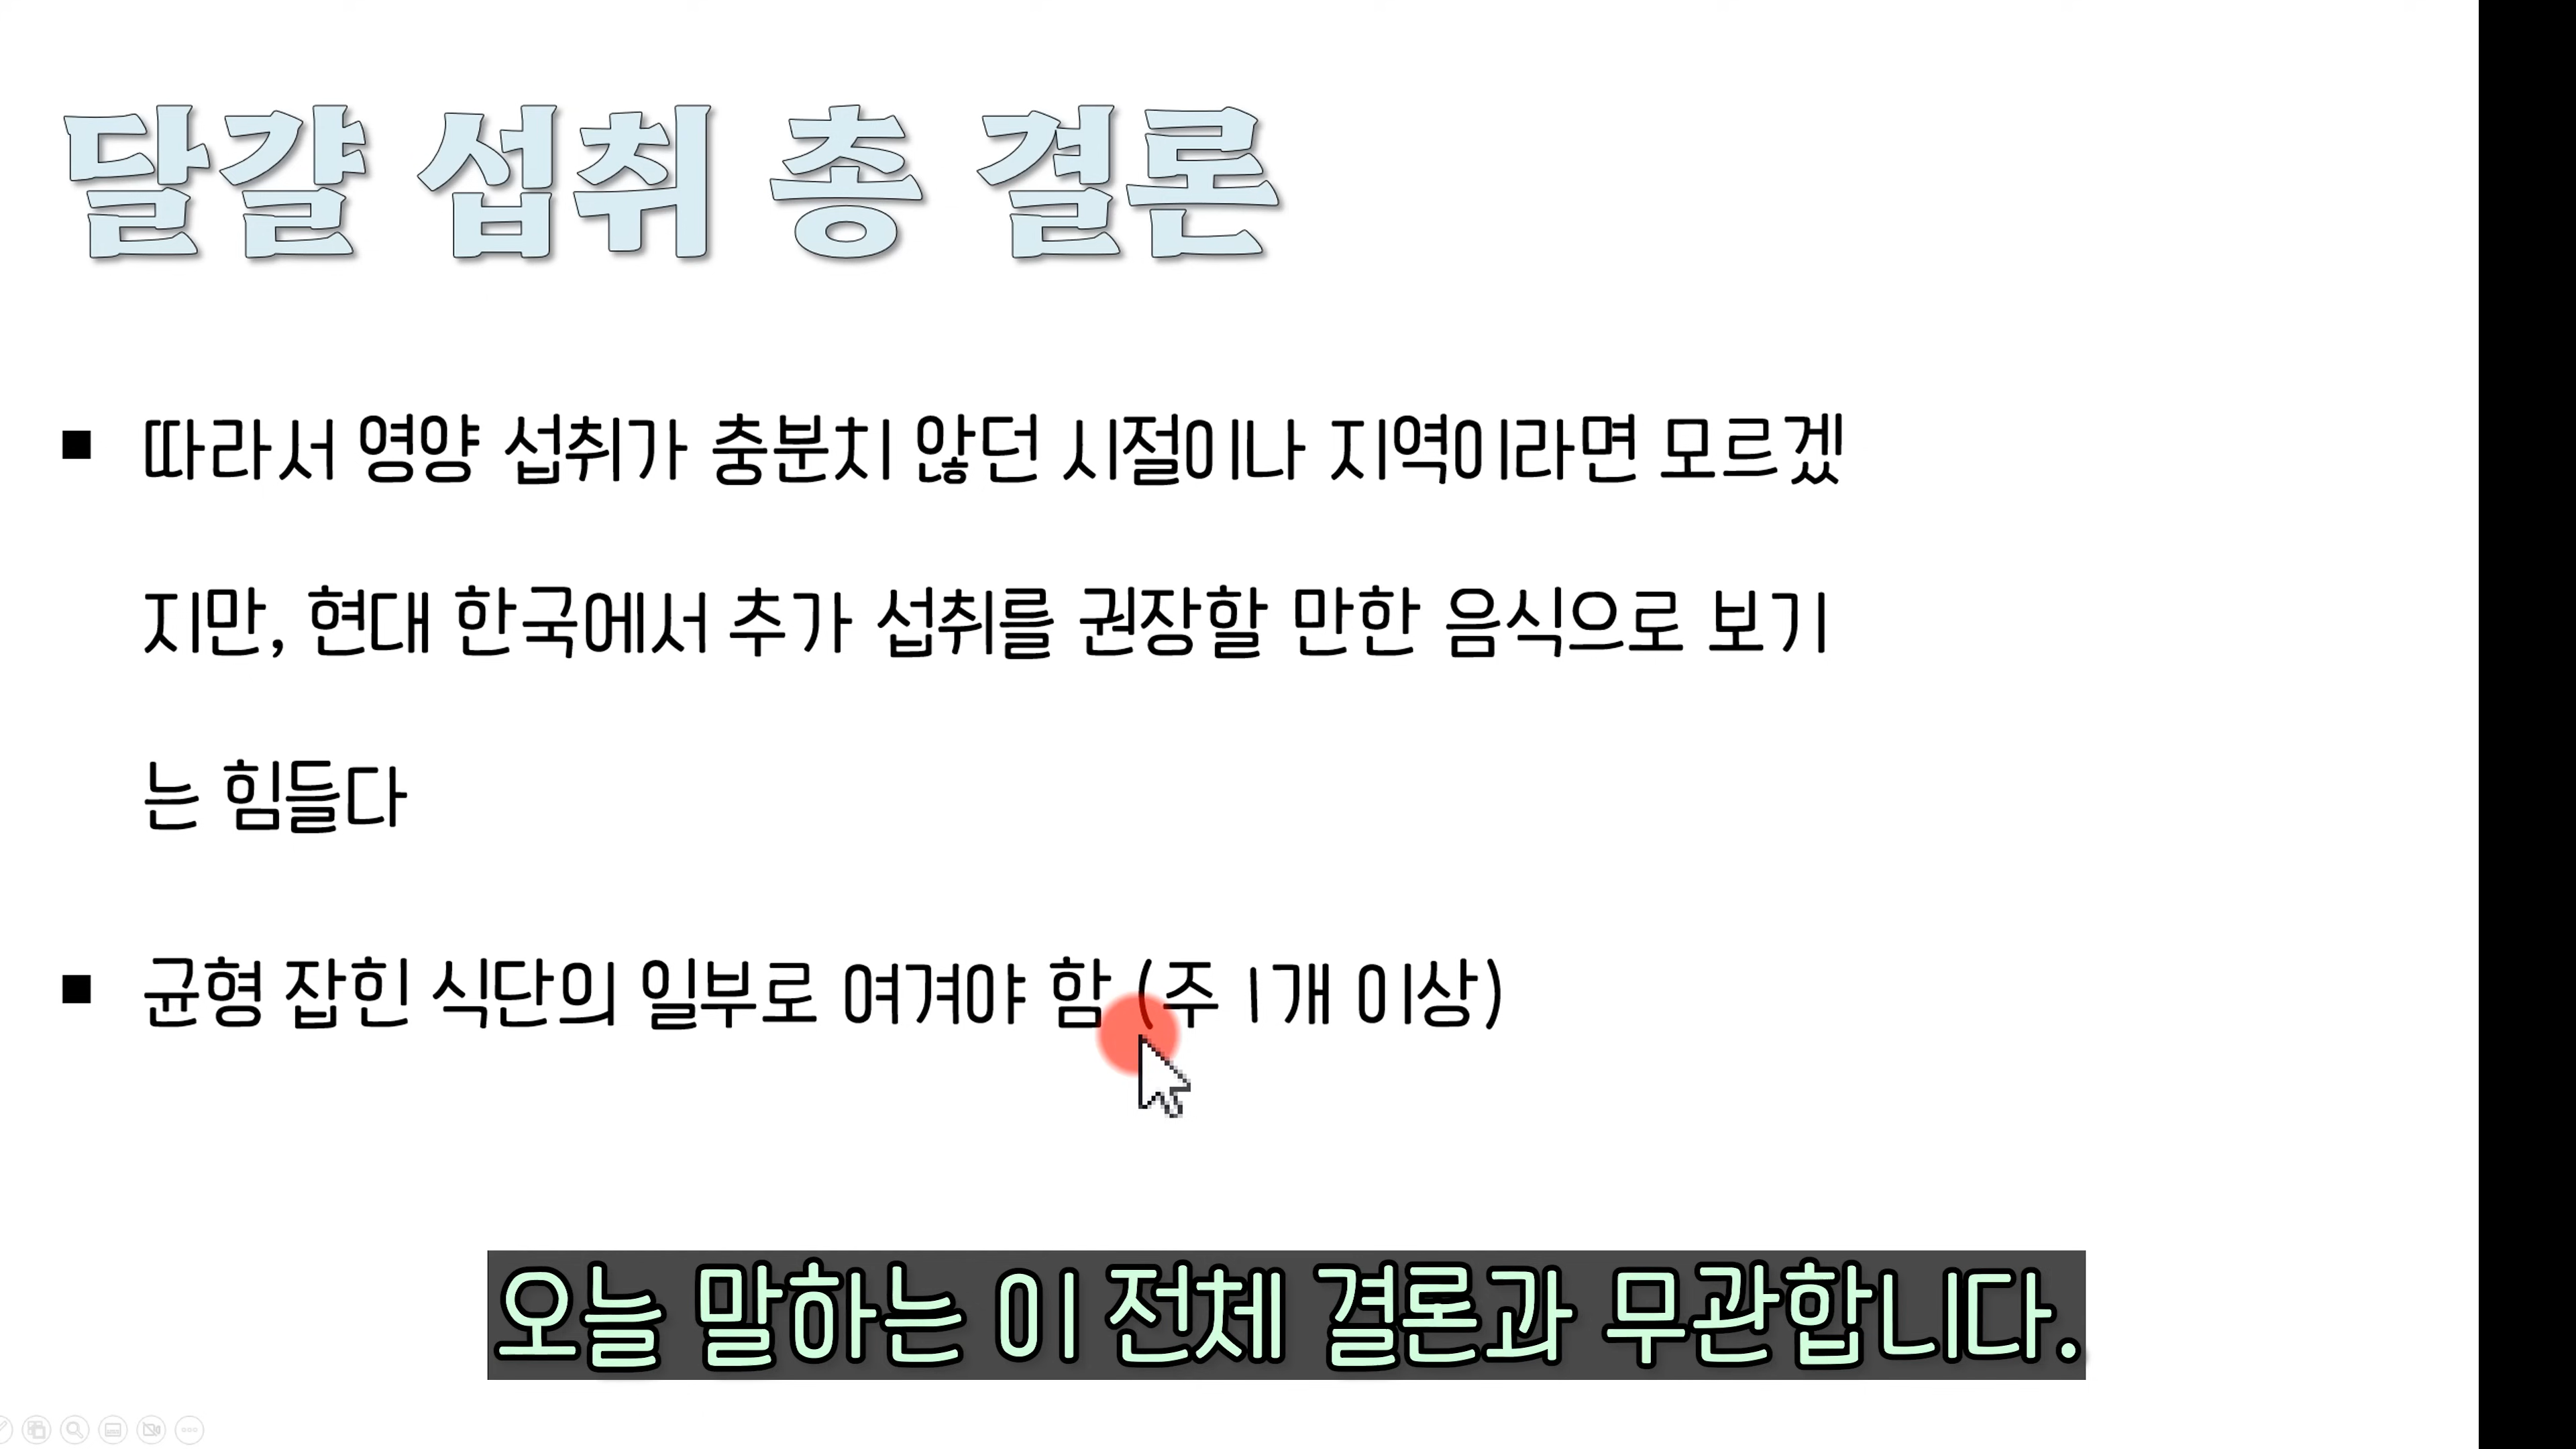 달걀 섭취 총 결론
■ 따라서 영양 섭취가 충분치 않던 시절이나 지역이라면 모르겠
지만, 현대 한국에서 추가 섭취를 권장할 만한 음식으로 보기
는 힘들다
■ 균형 잡힌 식단의 일부로 여겨야 함 (주 1개 이상)
오늘 말하는 이 전체 결론과 무관합니다.